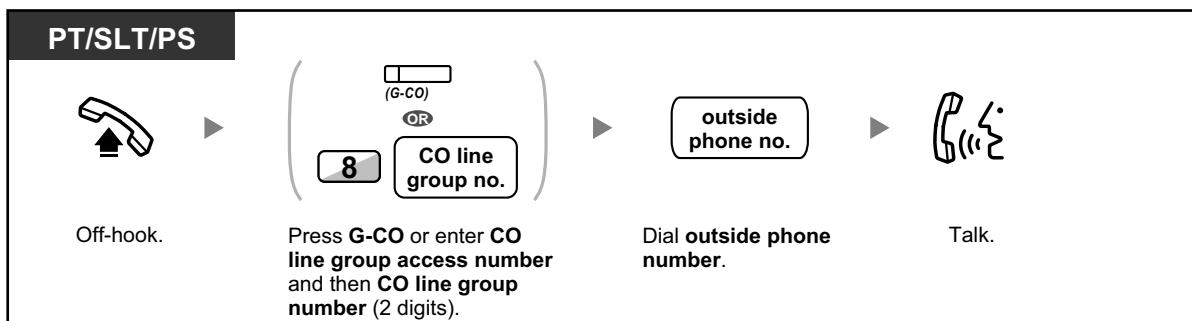 PT/SLT/PS
(G-CO)
OR
8
CO line
group no.
outside
phone no.
Off-hook.
Press G-CO or enter CO
line group access number
and then CO line group
number (2 digits).
Dial outside phone
number.
Talk.